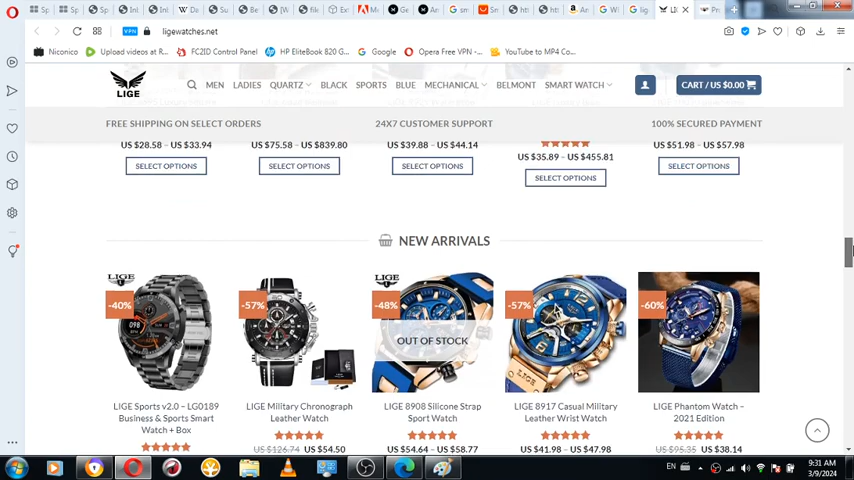 ligewatches.net
VPN
Niconico
Upload videos at R...
FCZID Control Panel
HP EliteBook 820 G...
Google
Opera Free VPN -...
YouTube to MP4 Co...
LIGE
MEN
LADIES
QUARTZ
BLACK
SPORTS
BLUE
MECHANICAL
BELMONT
SMART WATCH
CART / US $0.00
FREE SHIPPING ON SELECT ORDERS
24X7 CUSTOMER SUPPORT
100% SECURED PAYMENT
US $28.58 – US $33.94
US $75.58 – US $839.80
US $39.88 – US $44.14
US $35.89 – US $455.81
US $51.98 – US $57.98
SELECT OPTIONS
SELECT OPTIONS
SELECT OPTIONS
SELECT OPTIONS
SELECT OPTIONS
NEW ARRIVALS
LIGE
-40%
-57%
LIGE
-48%
OUT OF STOCK
-57%
LIGE
-60%
LIGE Sports v2.0 – LG0189
Business & Sports Smart
Watch + Box
LIGE Military Chronograph
Leather Watch
US $126.74 US $54.50
LIGE 8908 Silicone Strap
Sport Watch
US $54.64 – US $58.77
LIGE 8917 Casual Military
Leather Wrist Watch
US $41.98 – US $47.98
LIGE Phantom Watch –
2021 Edition
US $95.35 US $38.14
EN
9:31 AM
3/9/2024